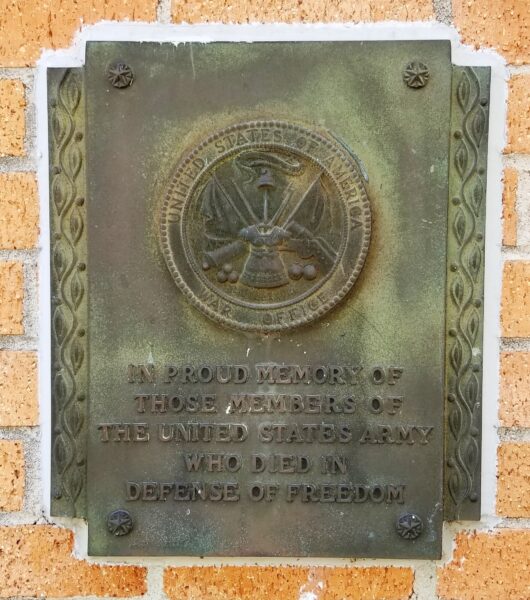 UNITED STATES OF AMERICA
WAR OFFICE
IN PROUD MEMORY OF
THOSE MEMBERS OF
THE UNITED STATES ARMY
WHO DIED IN
DEFENSE OF FREEDOM